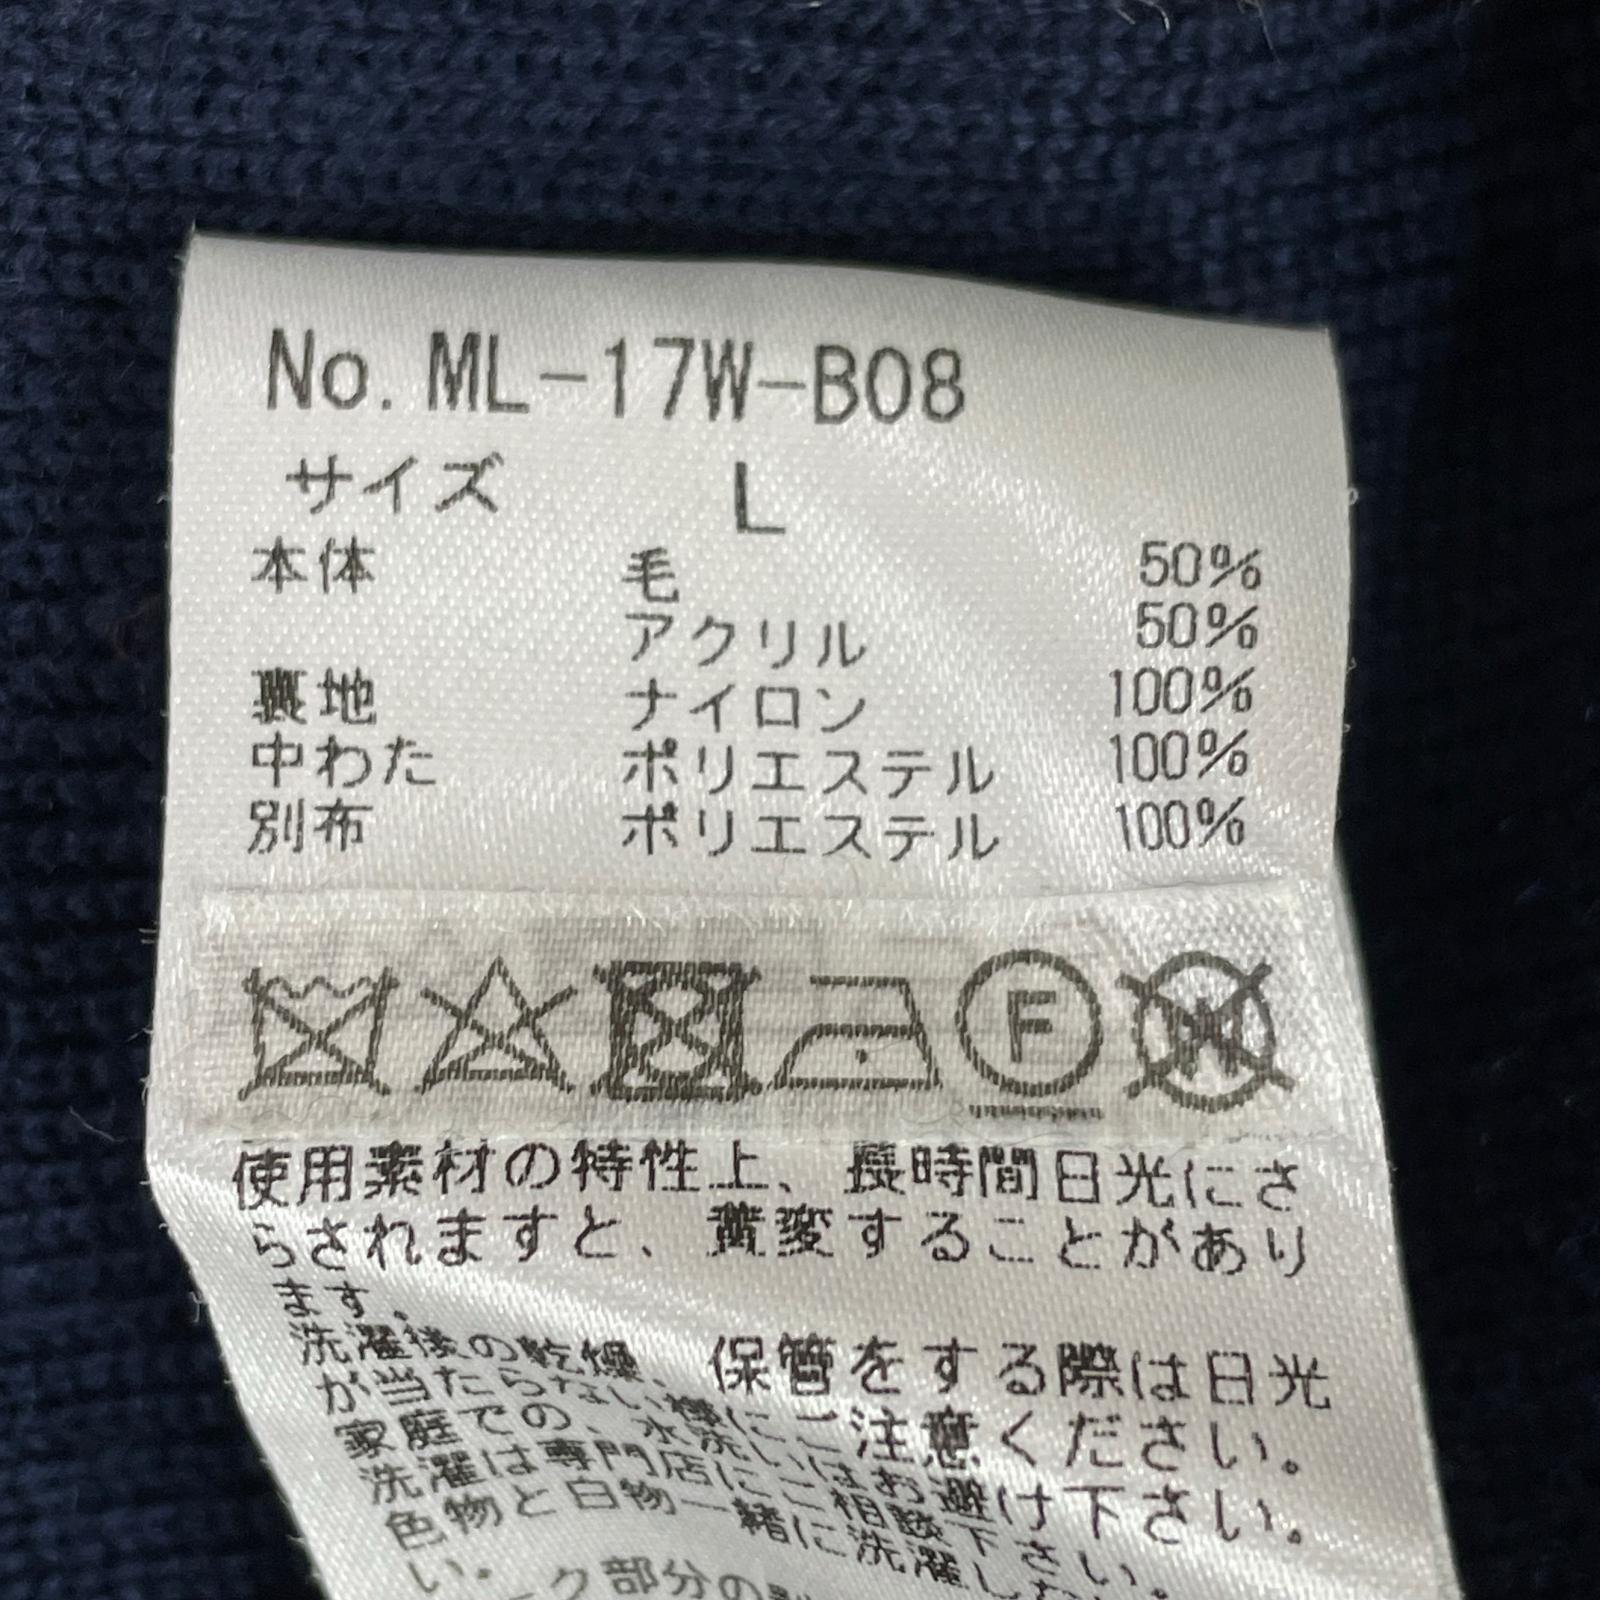 No. ML-17W-B08
サイズ L
本体 毛 50%
アクリル 50%
裏地 ナイロン 100%
中わた ポリエステル 100%
別布 ポリエステル 100%
F W
使用素材の特性上、長時間日光にさ
らされますと、黄変することがあり
ます。
洗濯後の乾燥、保管をする際は日光
が当たらない様にご注意ください。
家庭での、水洗いはお避け下さい。
洗濯は専門店にご相談下さい。
色物と白物一緒に洗濯し
い。
ク部分の